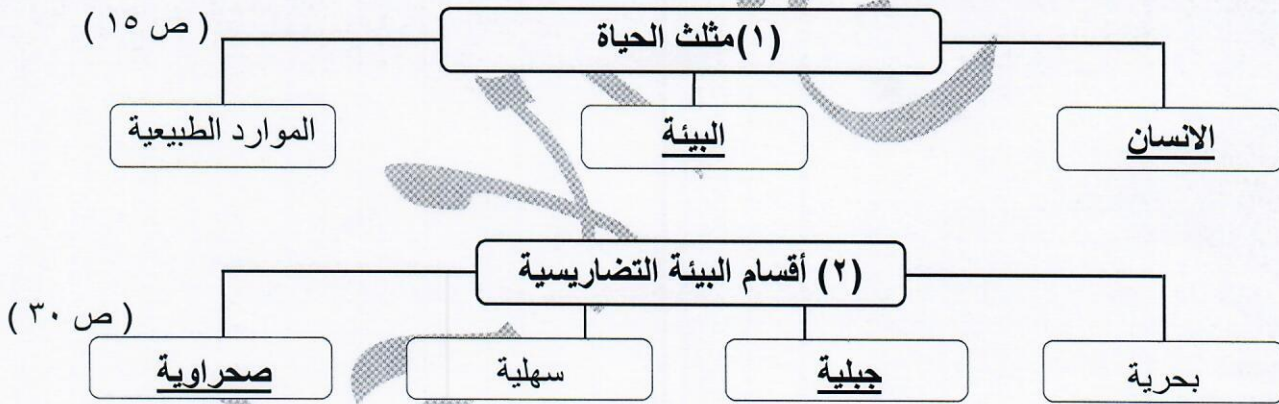 (١) مثلث الحياة
( ص ١٥ )
الانسان
البيئة
الموارد الطبيعية
(٢) أقسام البيئة التضاريسية
( ص ٣٠ )
بحرية
جبلية
سهلية
صحراوية